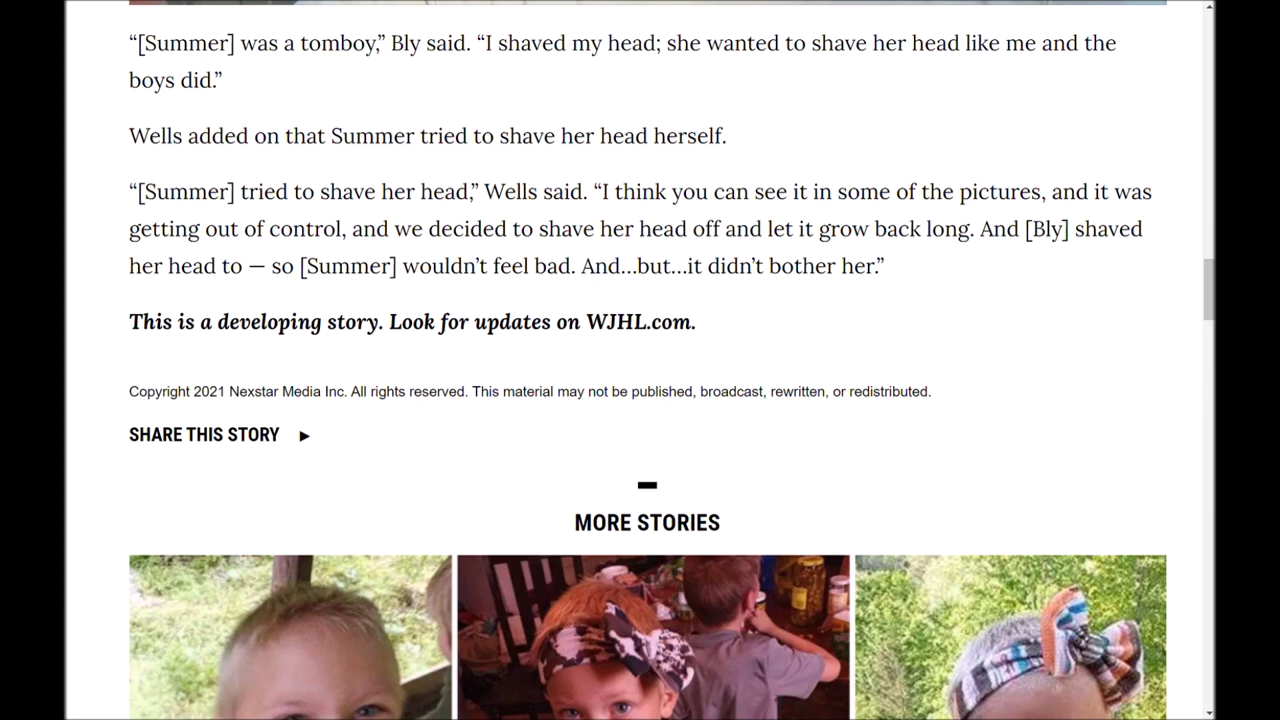 “[Summer] was a tomboy,” Bly said. “I shaved my head; she wanted to shave her head like me and the
boys did.”
Wells added on that Summer tried to shave her head herself.
“[Summer] tried to shave her head,” Wells said. “I think you can see it in some of the pictures, and it was
getting out of control, and we decided to shave her head off and let it grow back long. And [Bly] shaved
her head to — so [Summer] wouldn’t feel bad. And…but…it didn’t bother her.”
This is a developing story. Look for updates on WJHL.com.
Copyright 2021 Nexstar Media Inc. All rights reserved. This material may not be published, broadcast, rewritten, or redistributed.
SHARE THIS STORY
MORE STORIES